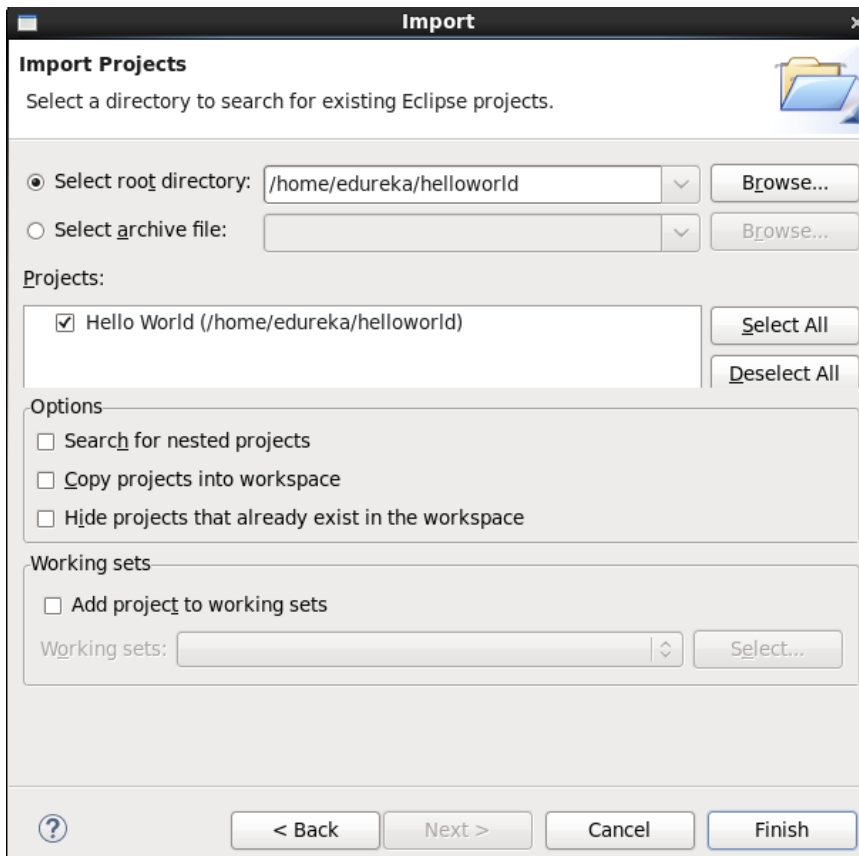 Import
Import Projects
Select a directory to search for existing Eclipse projects.
Select root directory: /home/edureka/helloworld Browse...
Select archive file: Browse...
Projects:
Hello World (/home/edureka/helloworld) Select All
Deselect All
Options
Search for nested projects
Copy projects into workspace
Hide projects that already exist in the workspace
Working sets
Add project to working sets
Working sets: Select...
? < Back Next > Cancel Finish